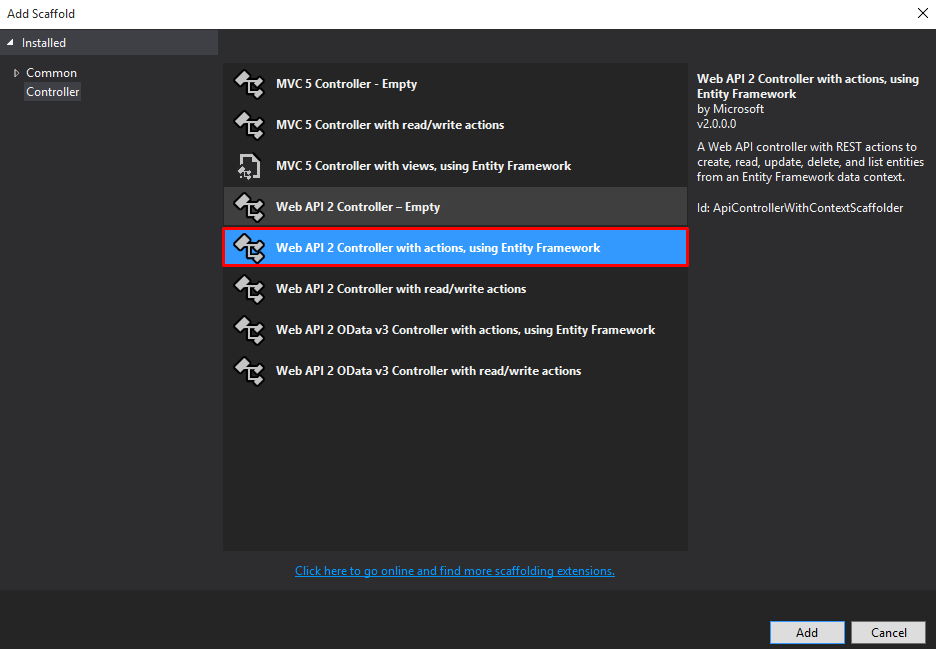 Add Scaffold
Installed
Common
Controller
MVC 5 Controller - Empty
MVC 5 Controller with read/write actions
MVC 5 Controller with views, using Entity Framework
Web API 2 Controller – Empty
Web API 2 Controller with actions, using Entity Framework
Web API 2 Controller with read/write actions
Web API 2 OData v3 Controller with actions, using Entity Framework
Web API 2 OData v3 Controller with read/write actions
Web API 2 Controller with actions, using
Entity Framework
by Microsoft
v2.0.0.0
A Web API controller with REST actions to
create, read, update, delete, and list entities
from an Entity Framework data context.
Id: ApiControllerWithContextScaffolder
Click here to go online and find more scaffolding extensions.
Add
Cancel